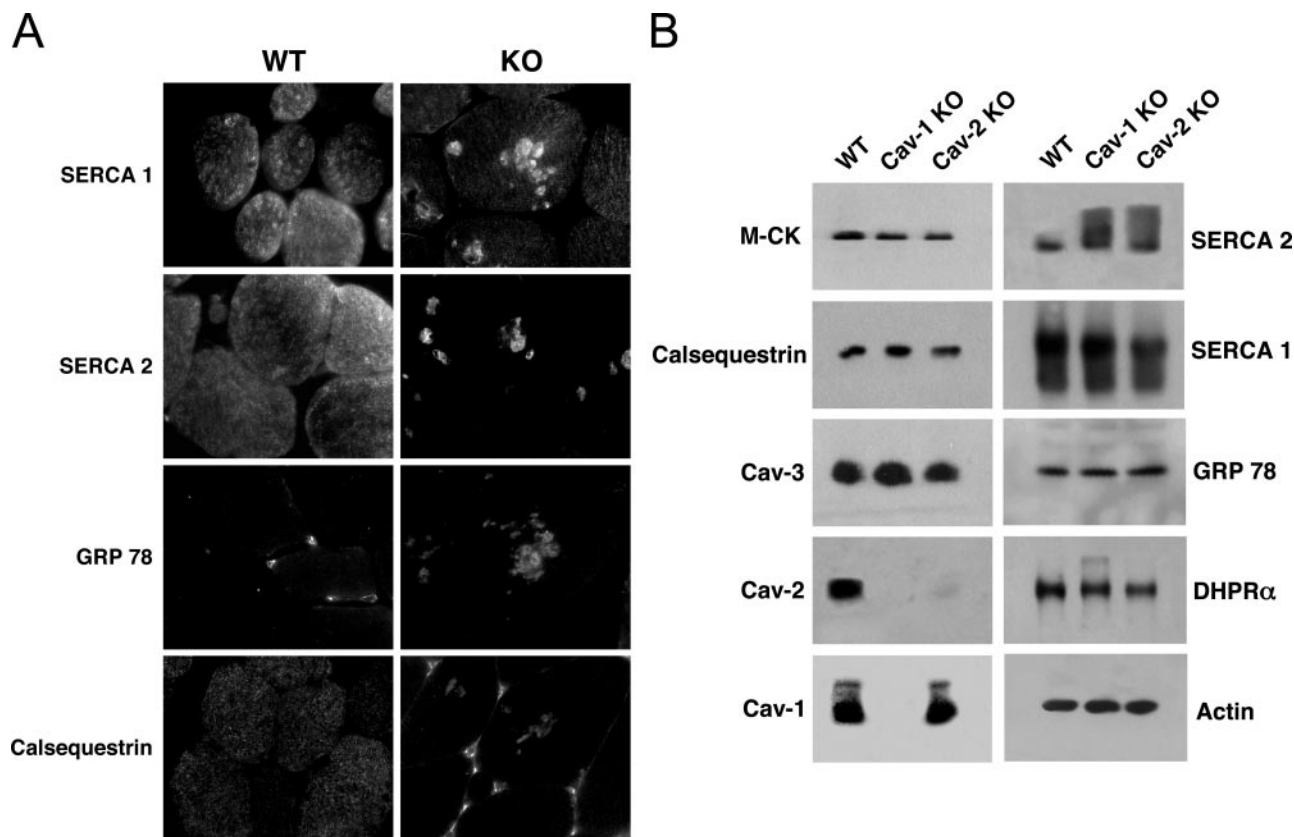 A
WT KO
SERCA 1
SERCA 2
GRP 78
Calsequestrin
B
WT Cav-1 KO Cav-2 KO WT Cav-1 KO Cav-2 KO
M-CK SERCA 2
Calsequestrin SERCA 1
Cav-3 GRP 78
Cav-2 DHPRα
Cav-1 Actin